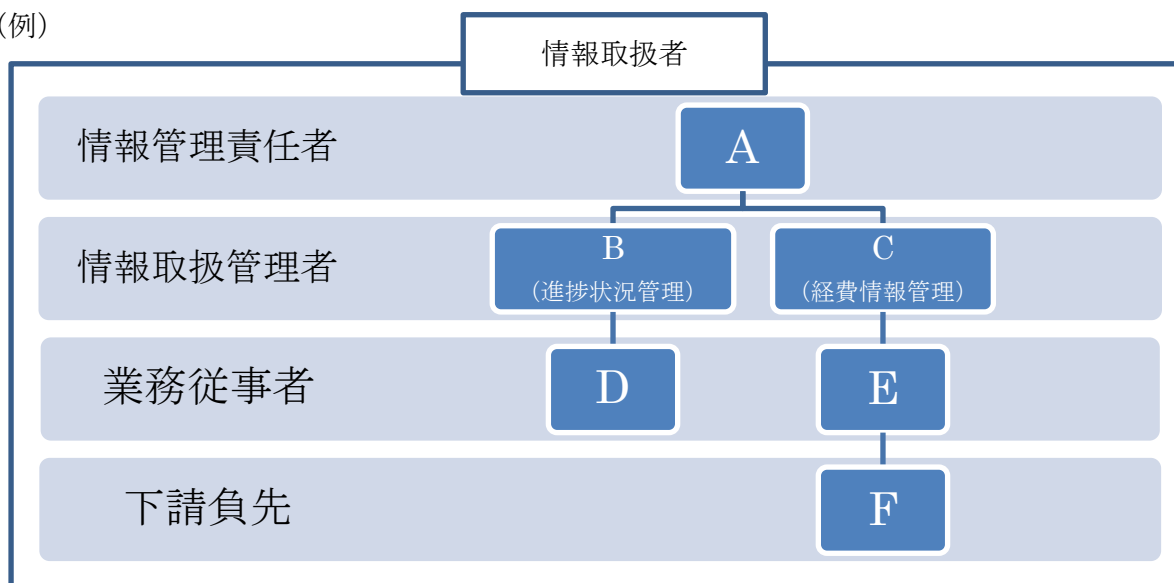 (例)
情報取扱者
情報管理責任者
A
情報取扱管理者
B
(進捗状況管理)
C
(経費情報管理)
業務従事者
D
E
下請負先
F